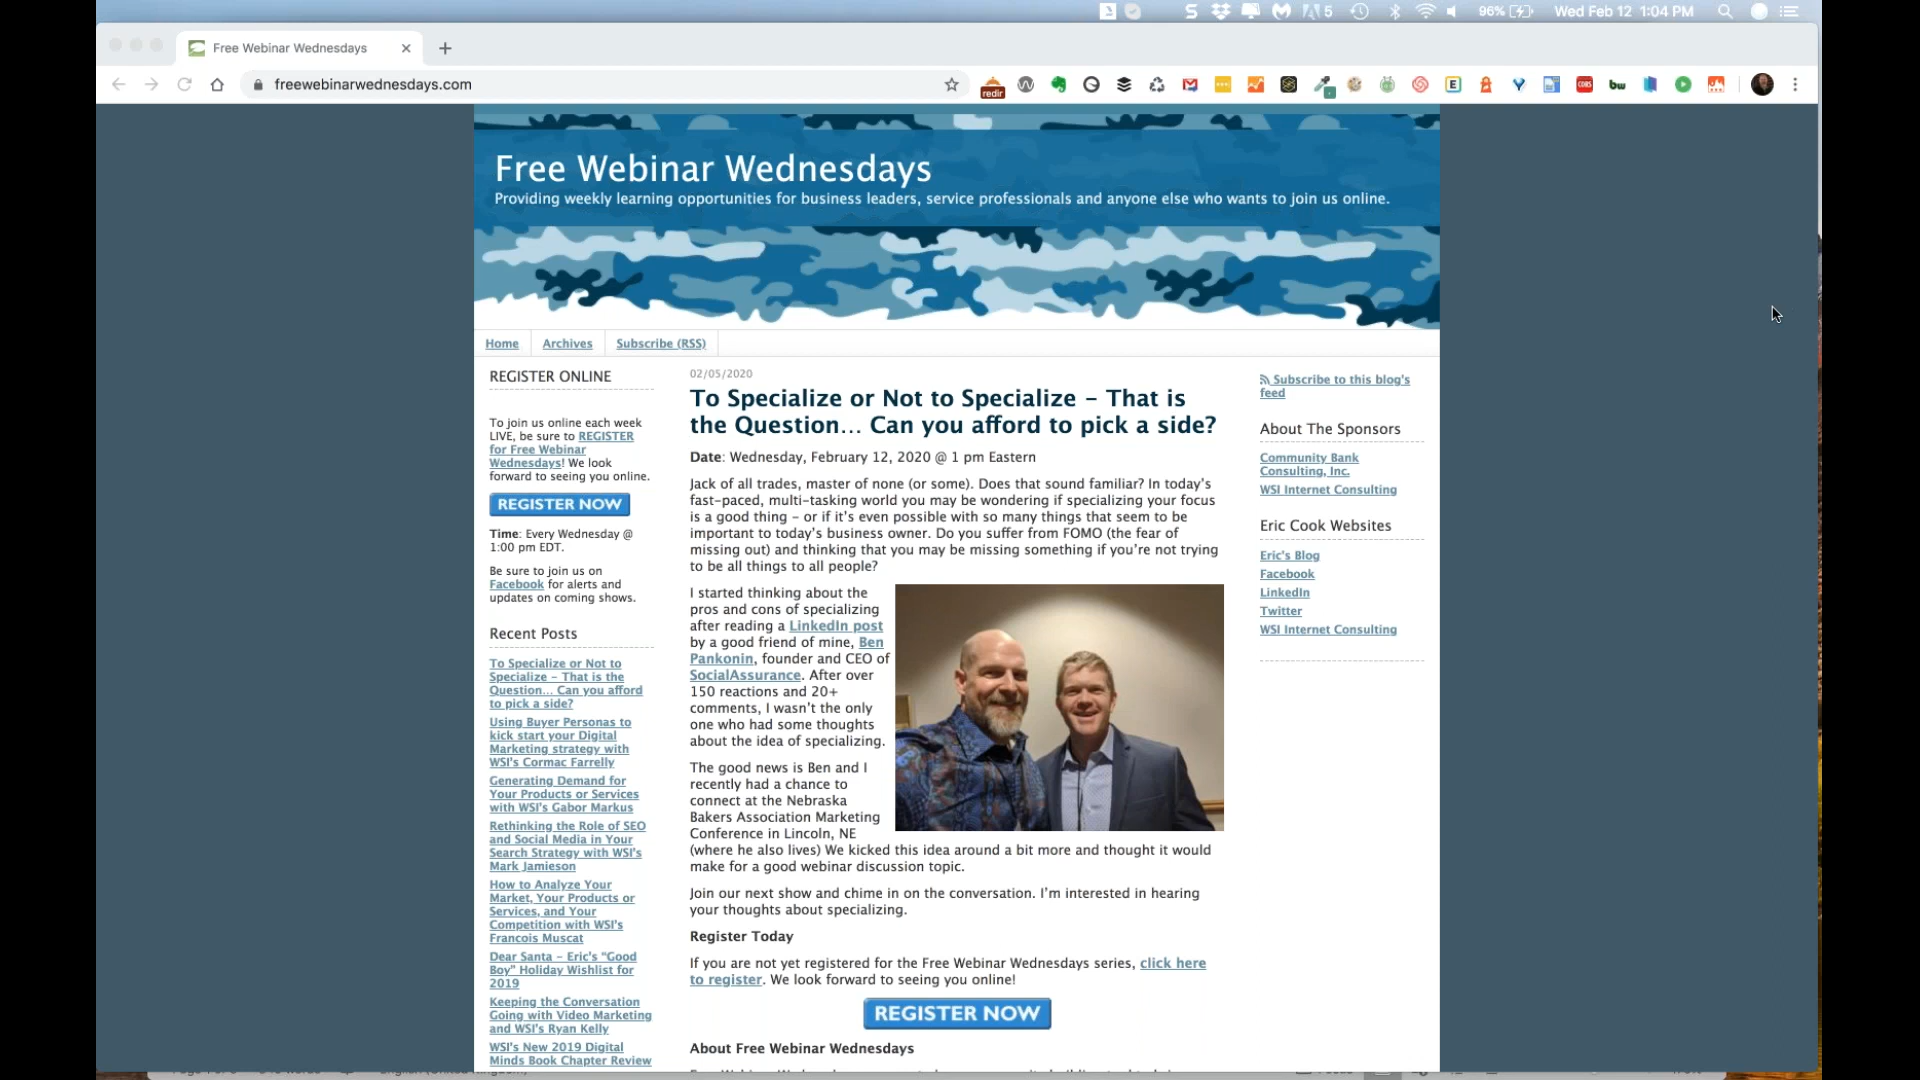 96%
Wed Feb 12 1:04 PM
Free Webinar Wednesdays
freewebinarwednesdays.com
redir
Free Webinar Wednesdays
Providing weekly learning opportunities for business leaders, service professionals and anyone else who wants to join us online.
Home
Archives
Subscribe (RSS)
REGISTER ONLINE
To join us online each week
LIVE, be sure to REGISTER
for Free Webinar
Wednesdays! We look
forward to seeing you online.
REGISTER NOW
Time: Every Wednesday @
1:00 pm EDT.
Be sure to join us on
Facebook for alerts and
updates on coming shows.
Recent Posts
To Specialize or Not to
Specialize – That is the
Question... Can you afford
to pick a side?
Using Buyer Personas to
kick start your Digital
Marketing strategy with
WSI's Cormac Farrelly
Generating Demand for
Your Products or Services
with WSI's Gabor Markus
Rethinking the Role of SEO
and Social Media in Your
Search Strategy with WSI's
Mark Jamieson
How to Analyze Your
Market, Your Products or
Services, and Your
Competition with WSI's
Francois Muscat
Dear Santa – Eric's "Good
Boy" Holiday Wishlist for
2019
Keeping the Conversation
Going with Video Marketing
and WSI's Ryan Kelly
WSI's New 2019 Digital
Minds Book Chapter Review
02/05/2020
To Specialize or Not to Specialize – That is
the Question... Can you afford to pick a side?
Date: Wednesday, February 12, 2020 @ 1 pm Eastern
Jack of all trades, master of none (or some). Does that sound familiar? In today's
fast-paced, multi-tasking world you may be wondering if specializing your focus
is a good thing – or if it's even possible with so many things that seem to be
important to today's business owner. Do you suffer from FOMO (the fear of
missing out) and thinking that you may be missing something if you're not trying
to be all things to all people?
I started thinking about the
pros and cons of specializing
after reading a LinkedIn post
by a good friend of mine, Ben
Pankonin, founder and CEO of
SocialAssurance. After over
150 reactions and 20+
comments, I wasn't the only
one who had some thoughts
about the idea of specializing.
The good news is Ben and I
recently had a chance to
connect at the Nebraska
Bakers Association Marketing
Conference in Lincoln, NE
(where he also lives) We kicked this idea around a bit more and thought it would
make for a good webinar discussion topic.
Join our next show and chime in on the conversation. I'm interested in hearing
your thoughts about specializing.
Register Today
If you are not yet registered for the Free Webinar Wednesdays series, click here
to register. We look forward to seeing you online!
REGISTER NOW
About Free Webinar Wednesdays
Subscribe to this blog's
feed
About The Sponsors
Community Bank
Consulting, Inc.
WSI Internet Consulting
Eric Cook Websites
Eric's Blog
Facebook
LinkedIn
Twitter
WSI Internet Consulting